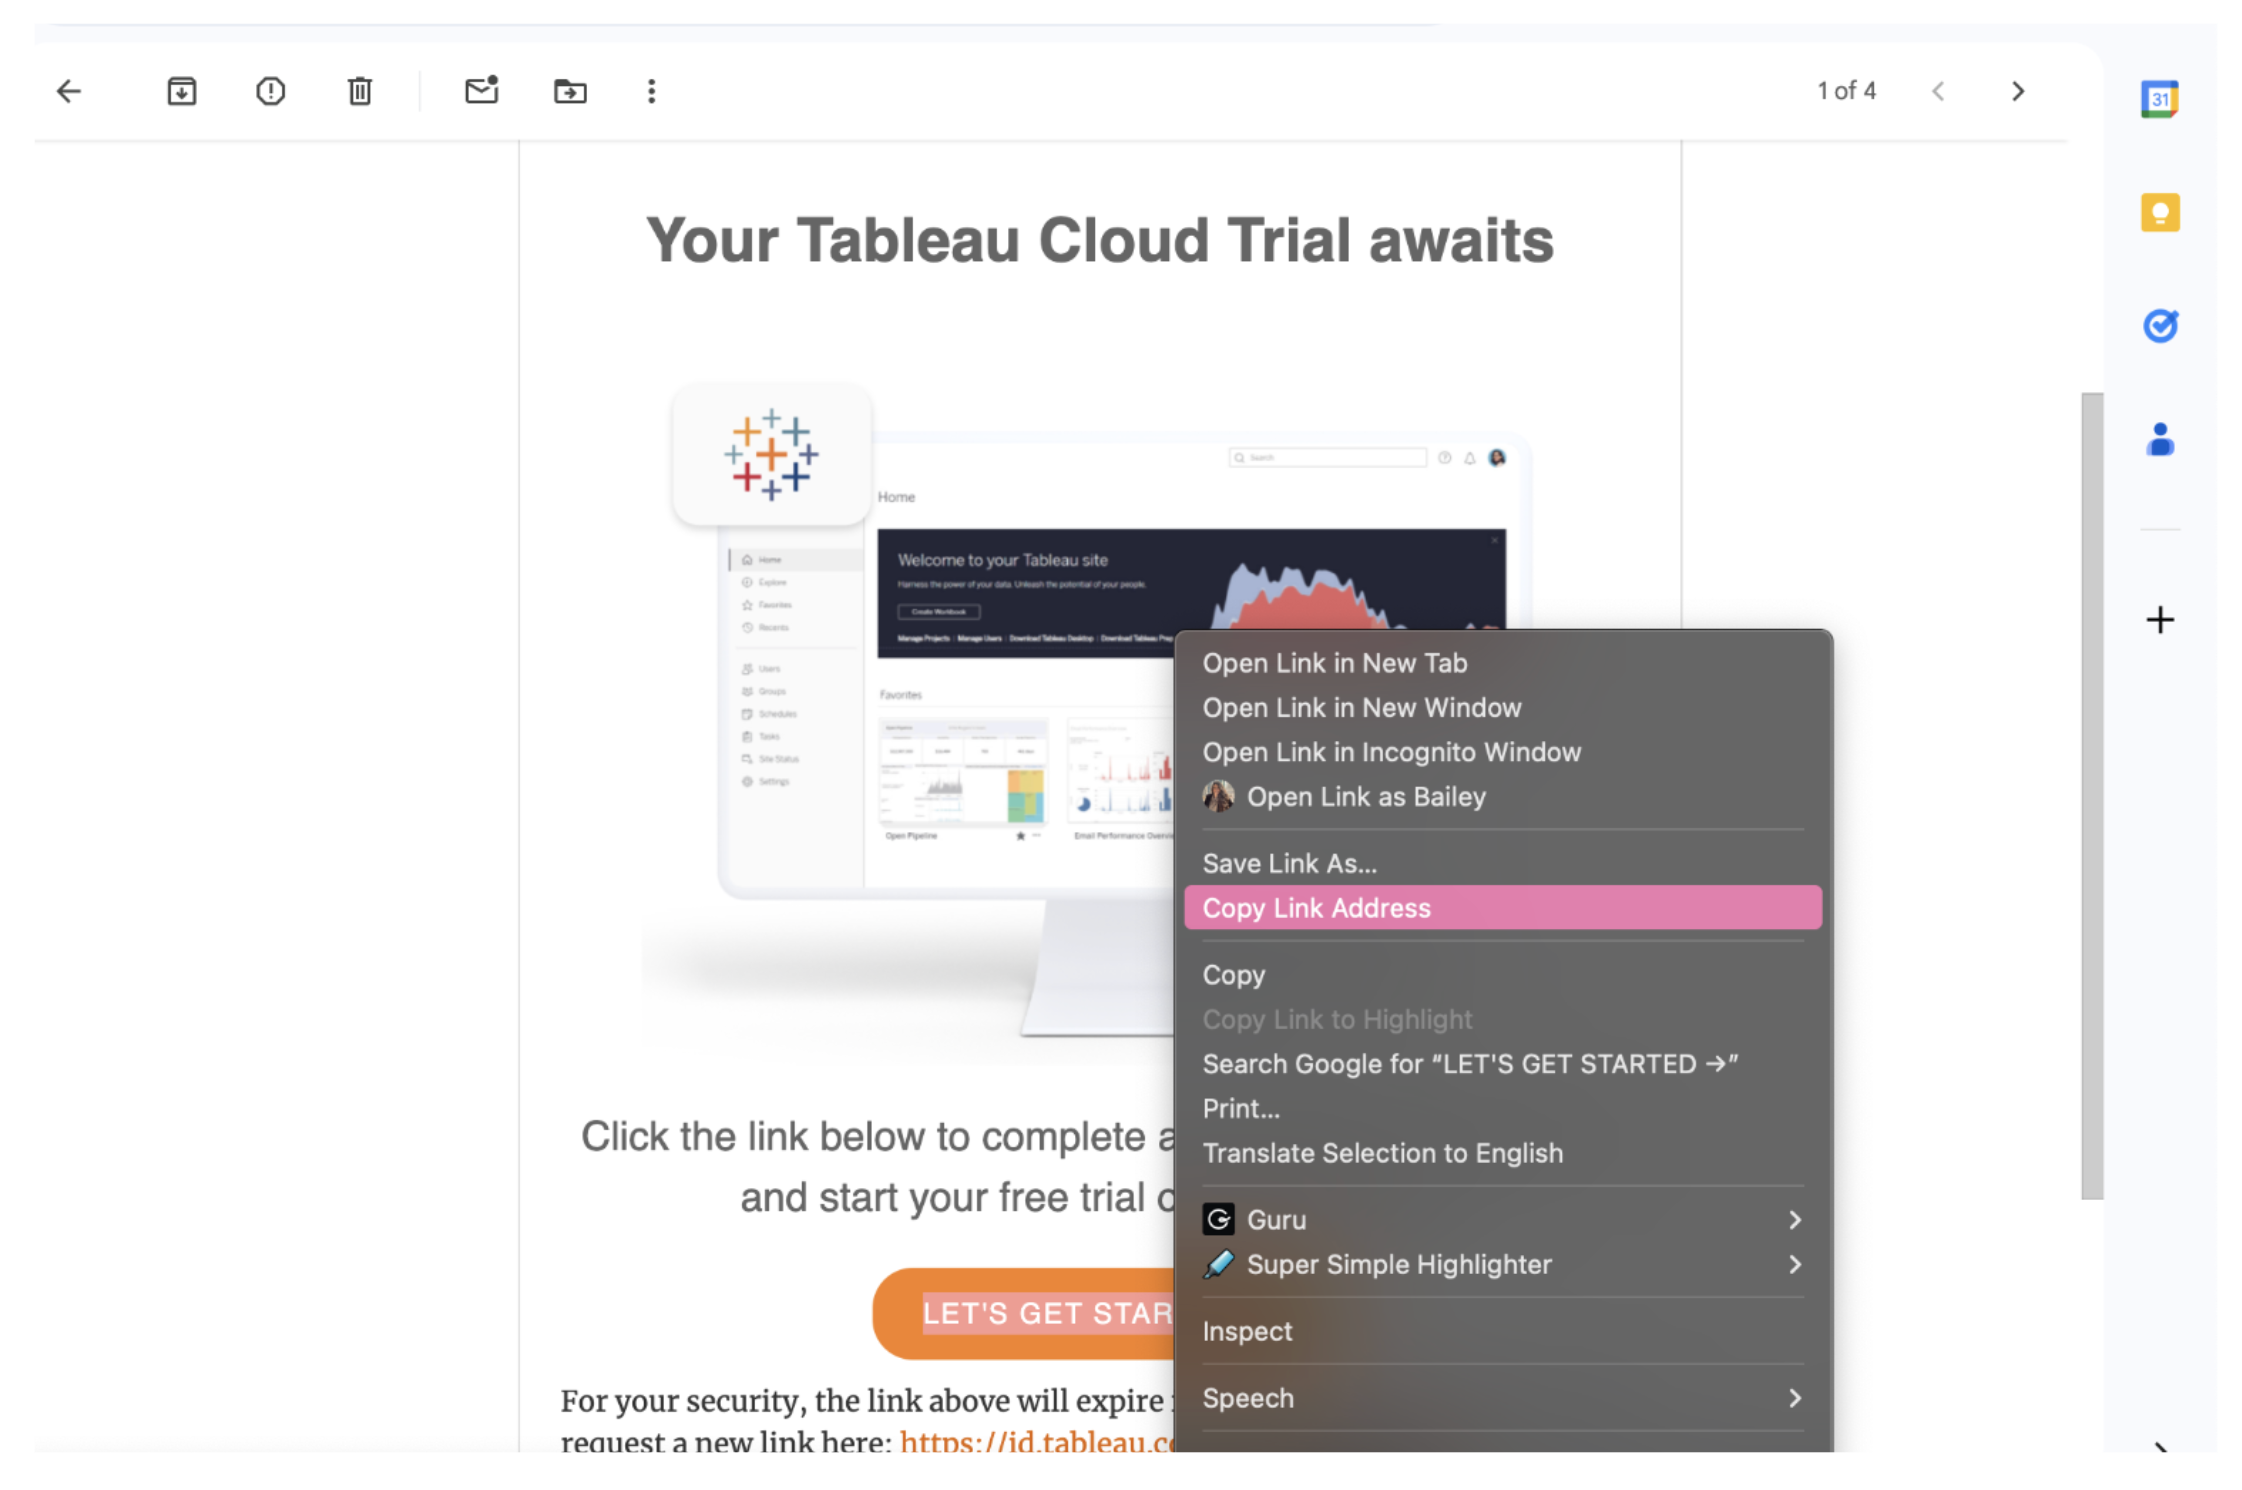 1 of 4
31
Your Tableau Cloud Trial awaits
Search
Home
Home
Explore
Favorites
Recents
Users
Groups
Schedules
Tasks
Site Status
Settings
Welcome to your Tableau site
Harness the power of your data. Unleash the potential of your people.
Create Workbook
Manage Projects | Manage Users | Download Tableau Desktop | Download Tableau Prep
Favorites
Open Pipeline
Email Performance Overvi
Click the link below to complete a
and start your free trial
LET'S GET STAR
For your security, the link above will expire
request a new link here: https://id.tableau.c
Open Link in New Tab
Open Link in New Window
Open Link in Incognito Window
Open Link as Bailey
Save Link As...
Copy Link Address
Copy
Copy Link to Highlight
Search Google for “LET'S GET STARTED →”
Print...
Translate Selection to English
Guru
Super Simple Highlighter
Inspect
Speech